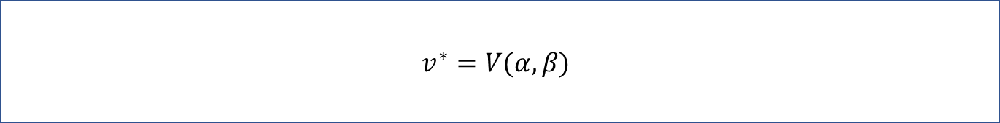 v* = V(α, β)